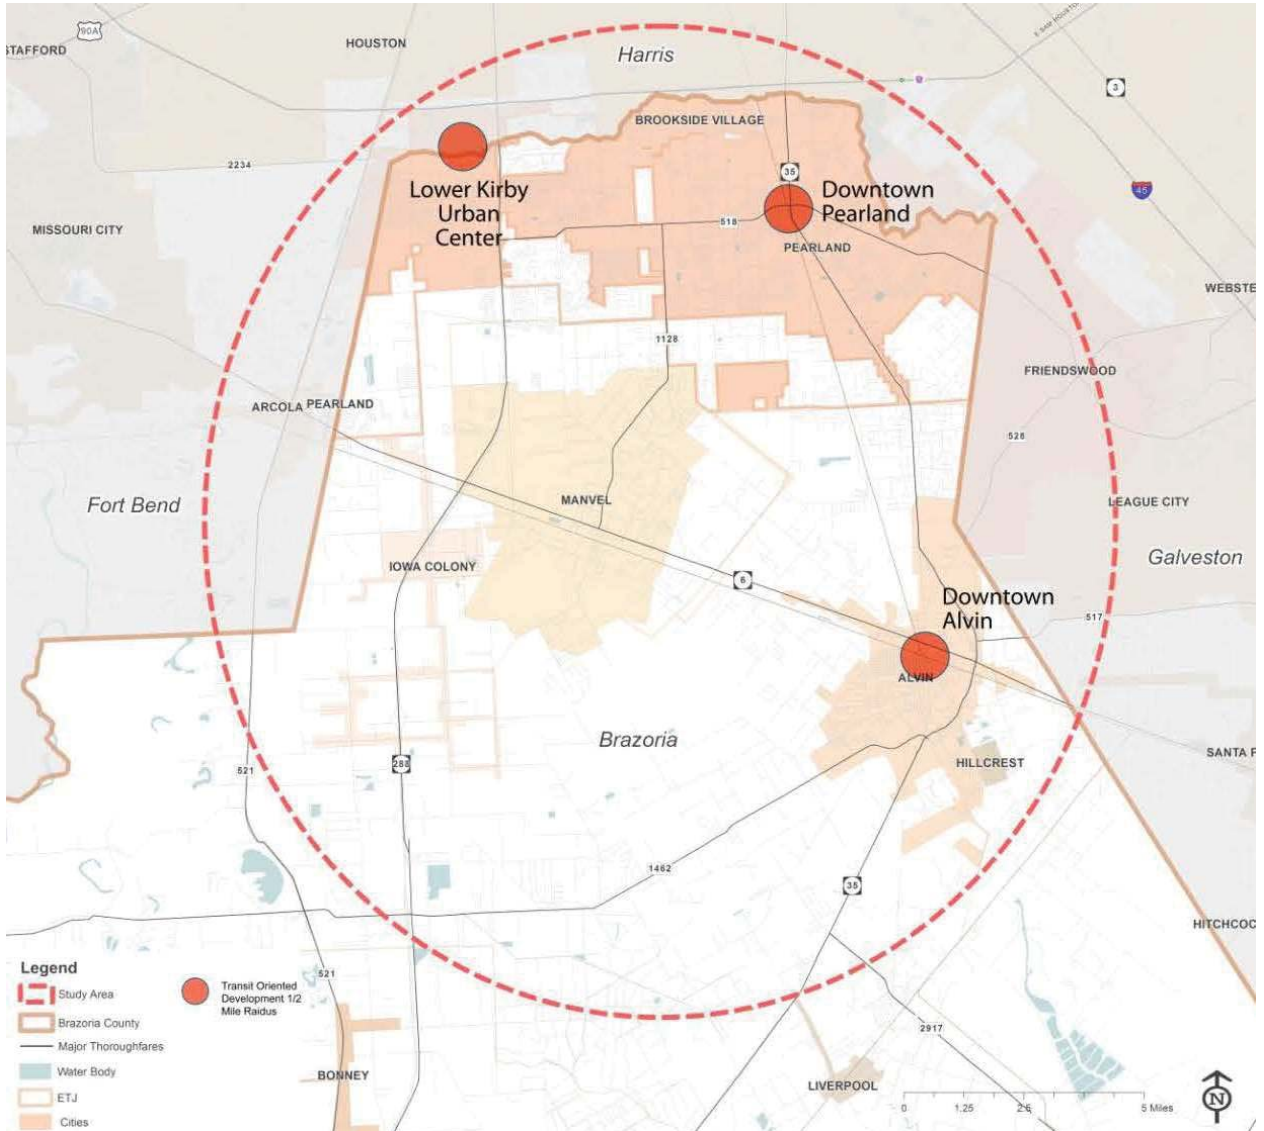 90A
STAFFORD
HOUSTON
Harris
E SAM HOUSTON
3
BROOKSIDE VILLAGE
2234
35
45
Lower Kirby
Urban
Center
Downtown
Pearland
518
MISSOURI CITY
PEARLAND
WEBSTE
1128
FRIENDSWOOD
ARCOLA
PEARLAND
528
Fort Bend
MANVEL
LEAGUE CITY
Galveston
IOWA COLONY
6
Downtown
Alvin
517
ALVIN
Brazoria
SANTA F
521
288
HILLCREST
1462
35
HITCHCOC
Legend
Study Area
Brazoria County
Major Thoroughfares
Water Body
ETJ
Cities
Transit Oriented
Development 1/2
Mile Raidus
521
2917
BONNEY
LIVERPOOL
0 1.25 2.5 5 Miles
N